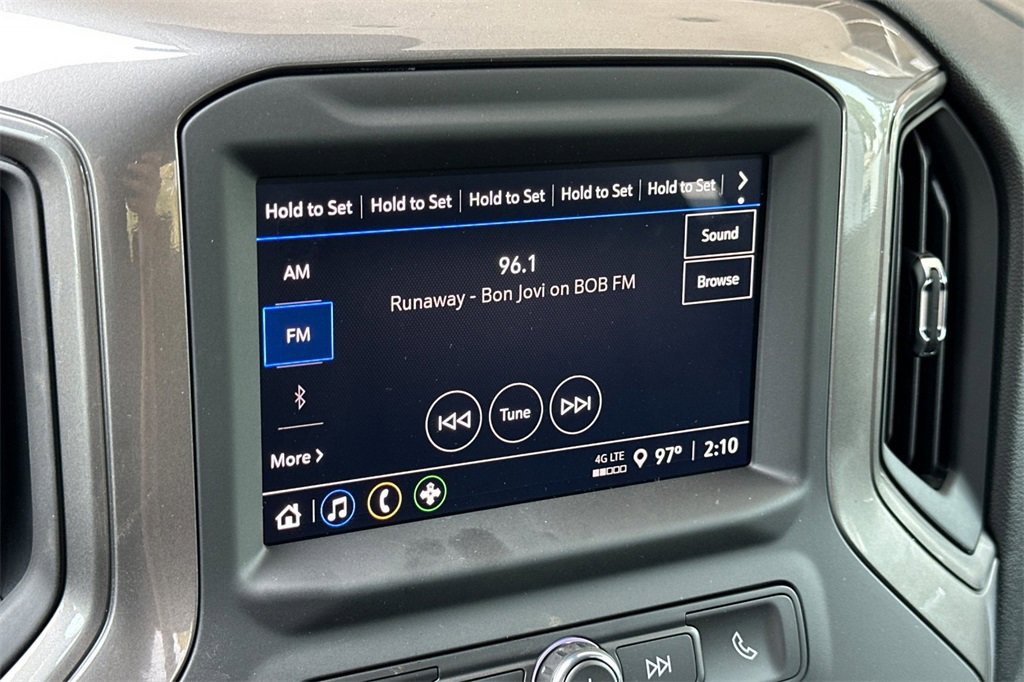 Hold to Set Hold to Set Hold to Set Hold to Set Hold to Set
Sound
AM
96.1
Runaway - Bon Jovi on BOB FM
Browse
FM
Tune
More
4G LTE
97° 2:10